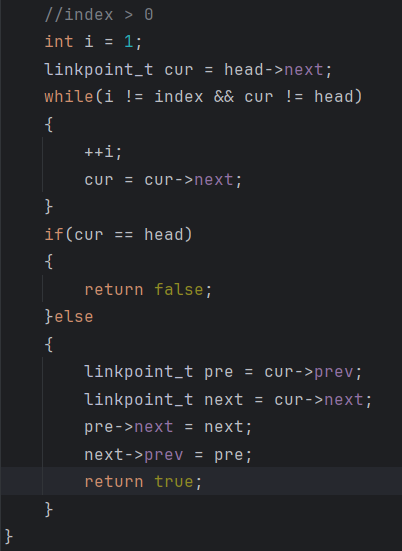 //index > 0
int i = 1;
linkpoint_t cur = head->next;
while(i != index && cur != head)
{
++i;
cur = cur->next;
}
if(cur == head)
{
return false;
}else
{
linkpoint_t pre = cur->prev;
linkpoint_t next = cur->next;
pre->next = next;
next->prev = pre;
return true;
}
}